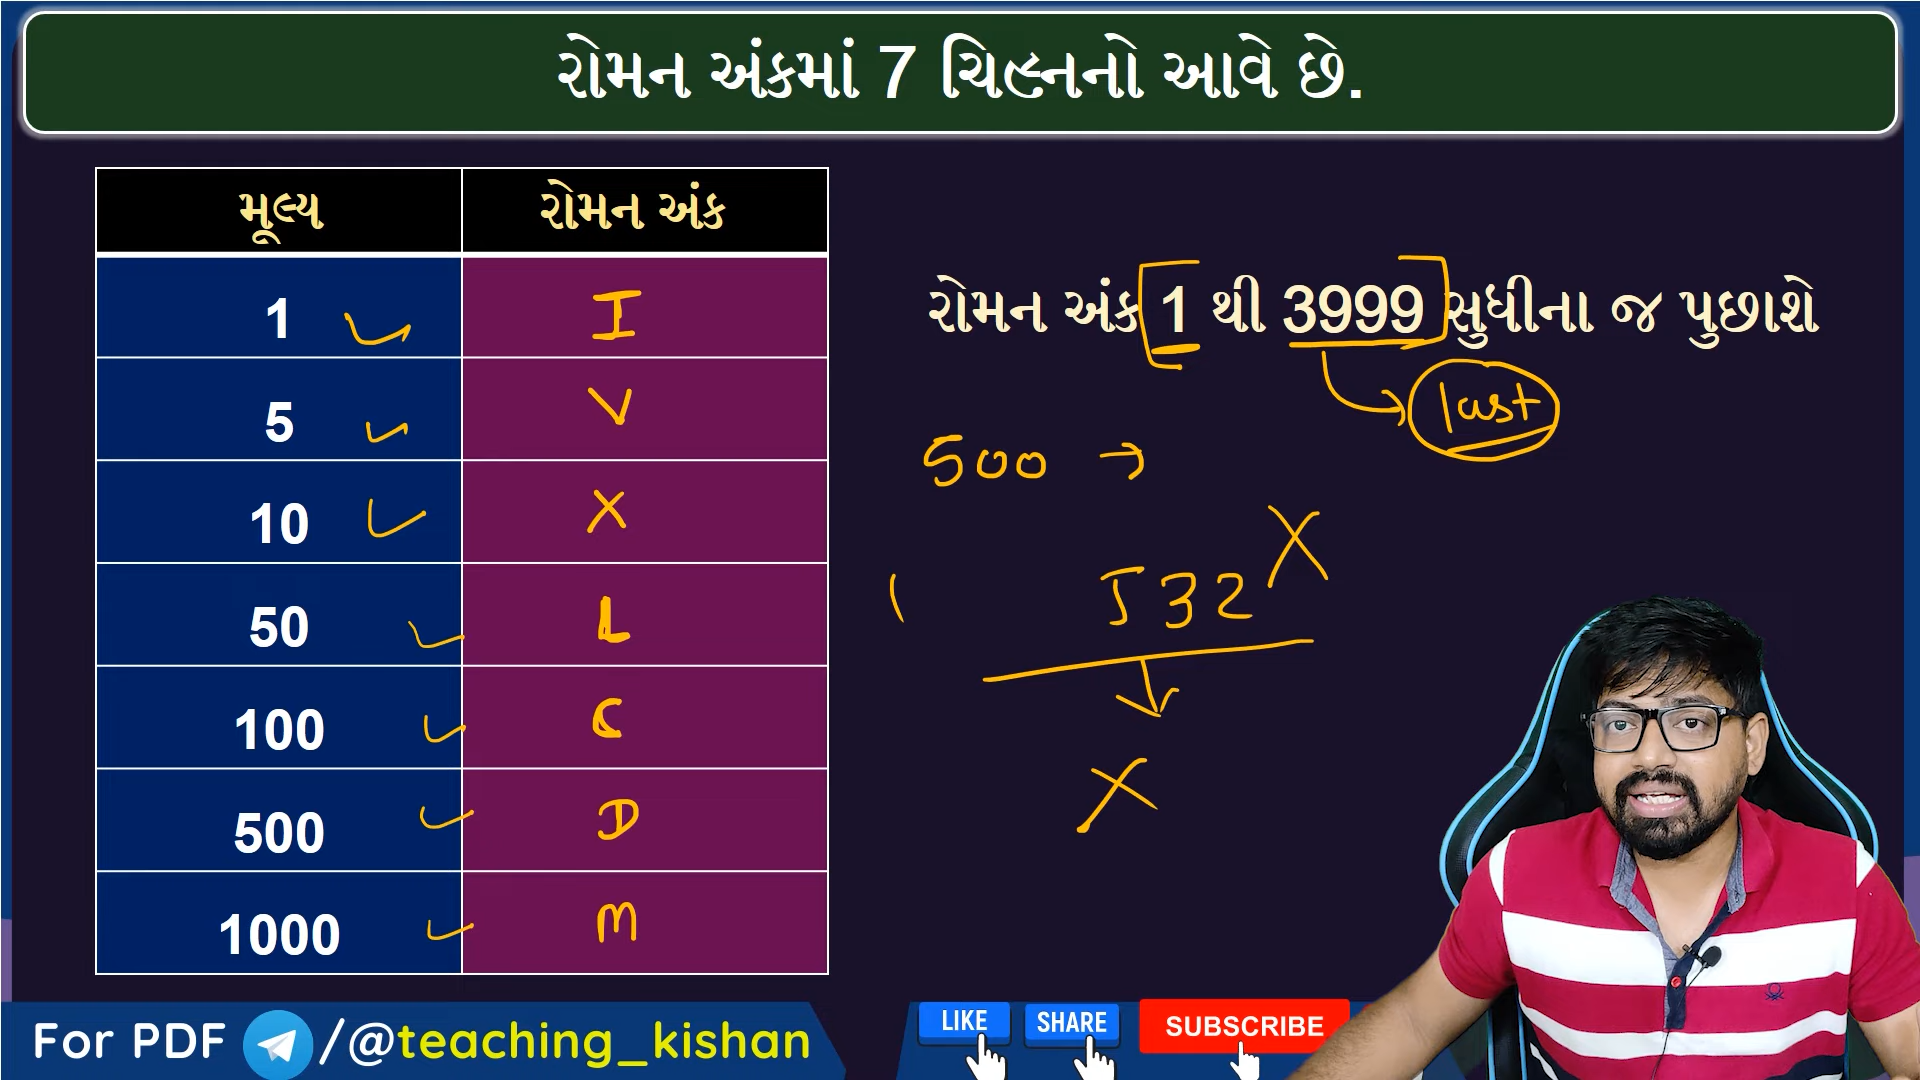 રોમન અંકમાં 7 ચિહ્નનો આવે છે.
મૂલ્ય રોમન અંક
1 I
5 V
10 X
50 L
100 C
500 D
1000 M
રોમન અંક 1 થી 3999 સુધીના જ પુછાશે
last
500 →
532 X
X
For PDF /@teaching_kishan
LIKE SHARE SUBSCRIBE